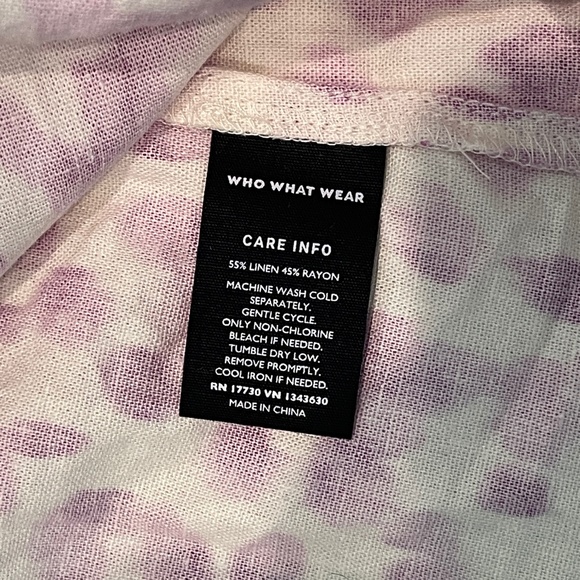 WHO WHAT WEAR
CARE INFO
55% LINEN 45% RAYON
MACHINE WASH COLD
SEPARATELY.
GENTLE CYCLE.
ONLY NON-CHLORINE
BLEACH IF NEEDED.
TUMBLE DRY LOW.
REMOVE PROMPTLY.
COOL IRON IF NEEDED.
RN 17730 VN 1343630
MADE IN CHINA